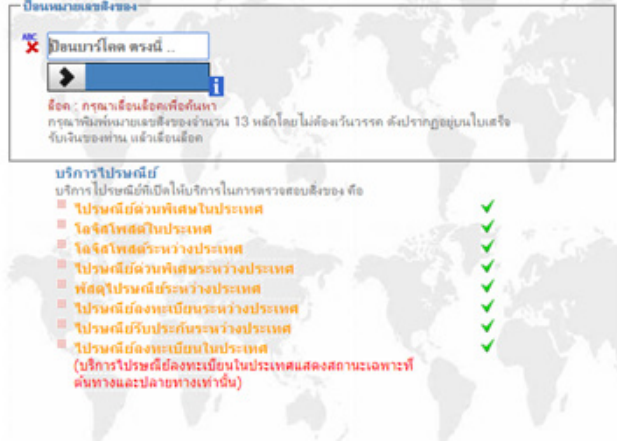 ป้อนหมายเลขสิ่งของ
ABC
ป้อนบาร์โคด ตรงนี้ ..
i
ล็อค : กรุณาเลื่อนล็อคเพื่อค้นหา
กรุณาพิมพ์หมายเลขสิ่งของจำนวน 13 หลักโดยไม่ต้องเว้นวรรค ดังปรากฏอยู่บนใบเสร็จ
รับเงินของท่าน แล้วเลื่อนล็อค
บริการไปรษณีย์
บริการไปรษณีย์ที่เปิดให้บริการในการตรวจสอบสิ่งของ คือ
ไปรษณีย์ด่วนพิเศษในประเทศ
โลจิสโพสต์ในประเทศ
โลจิสโพสต์ระหว่างประเทศ
ไปรษณีย์ด่วนพิเศษระหว่างประเทศ
พัสดุไปรษณีย์ระหว่างประเทศ
ไปรษณีย์ลงทะเบียนระหว่างประเทศ
ไปรษณีย์รับประกันระหว่างประเทศ
ไปรษณีย์ลงทะเบียนในประเทศ
(บริการไปรษณีย์ลงทะเบียนในประเทศแสดงสถานะเฉพาะที่
ต้นทางและปลายทางเท่านั้น)